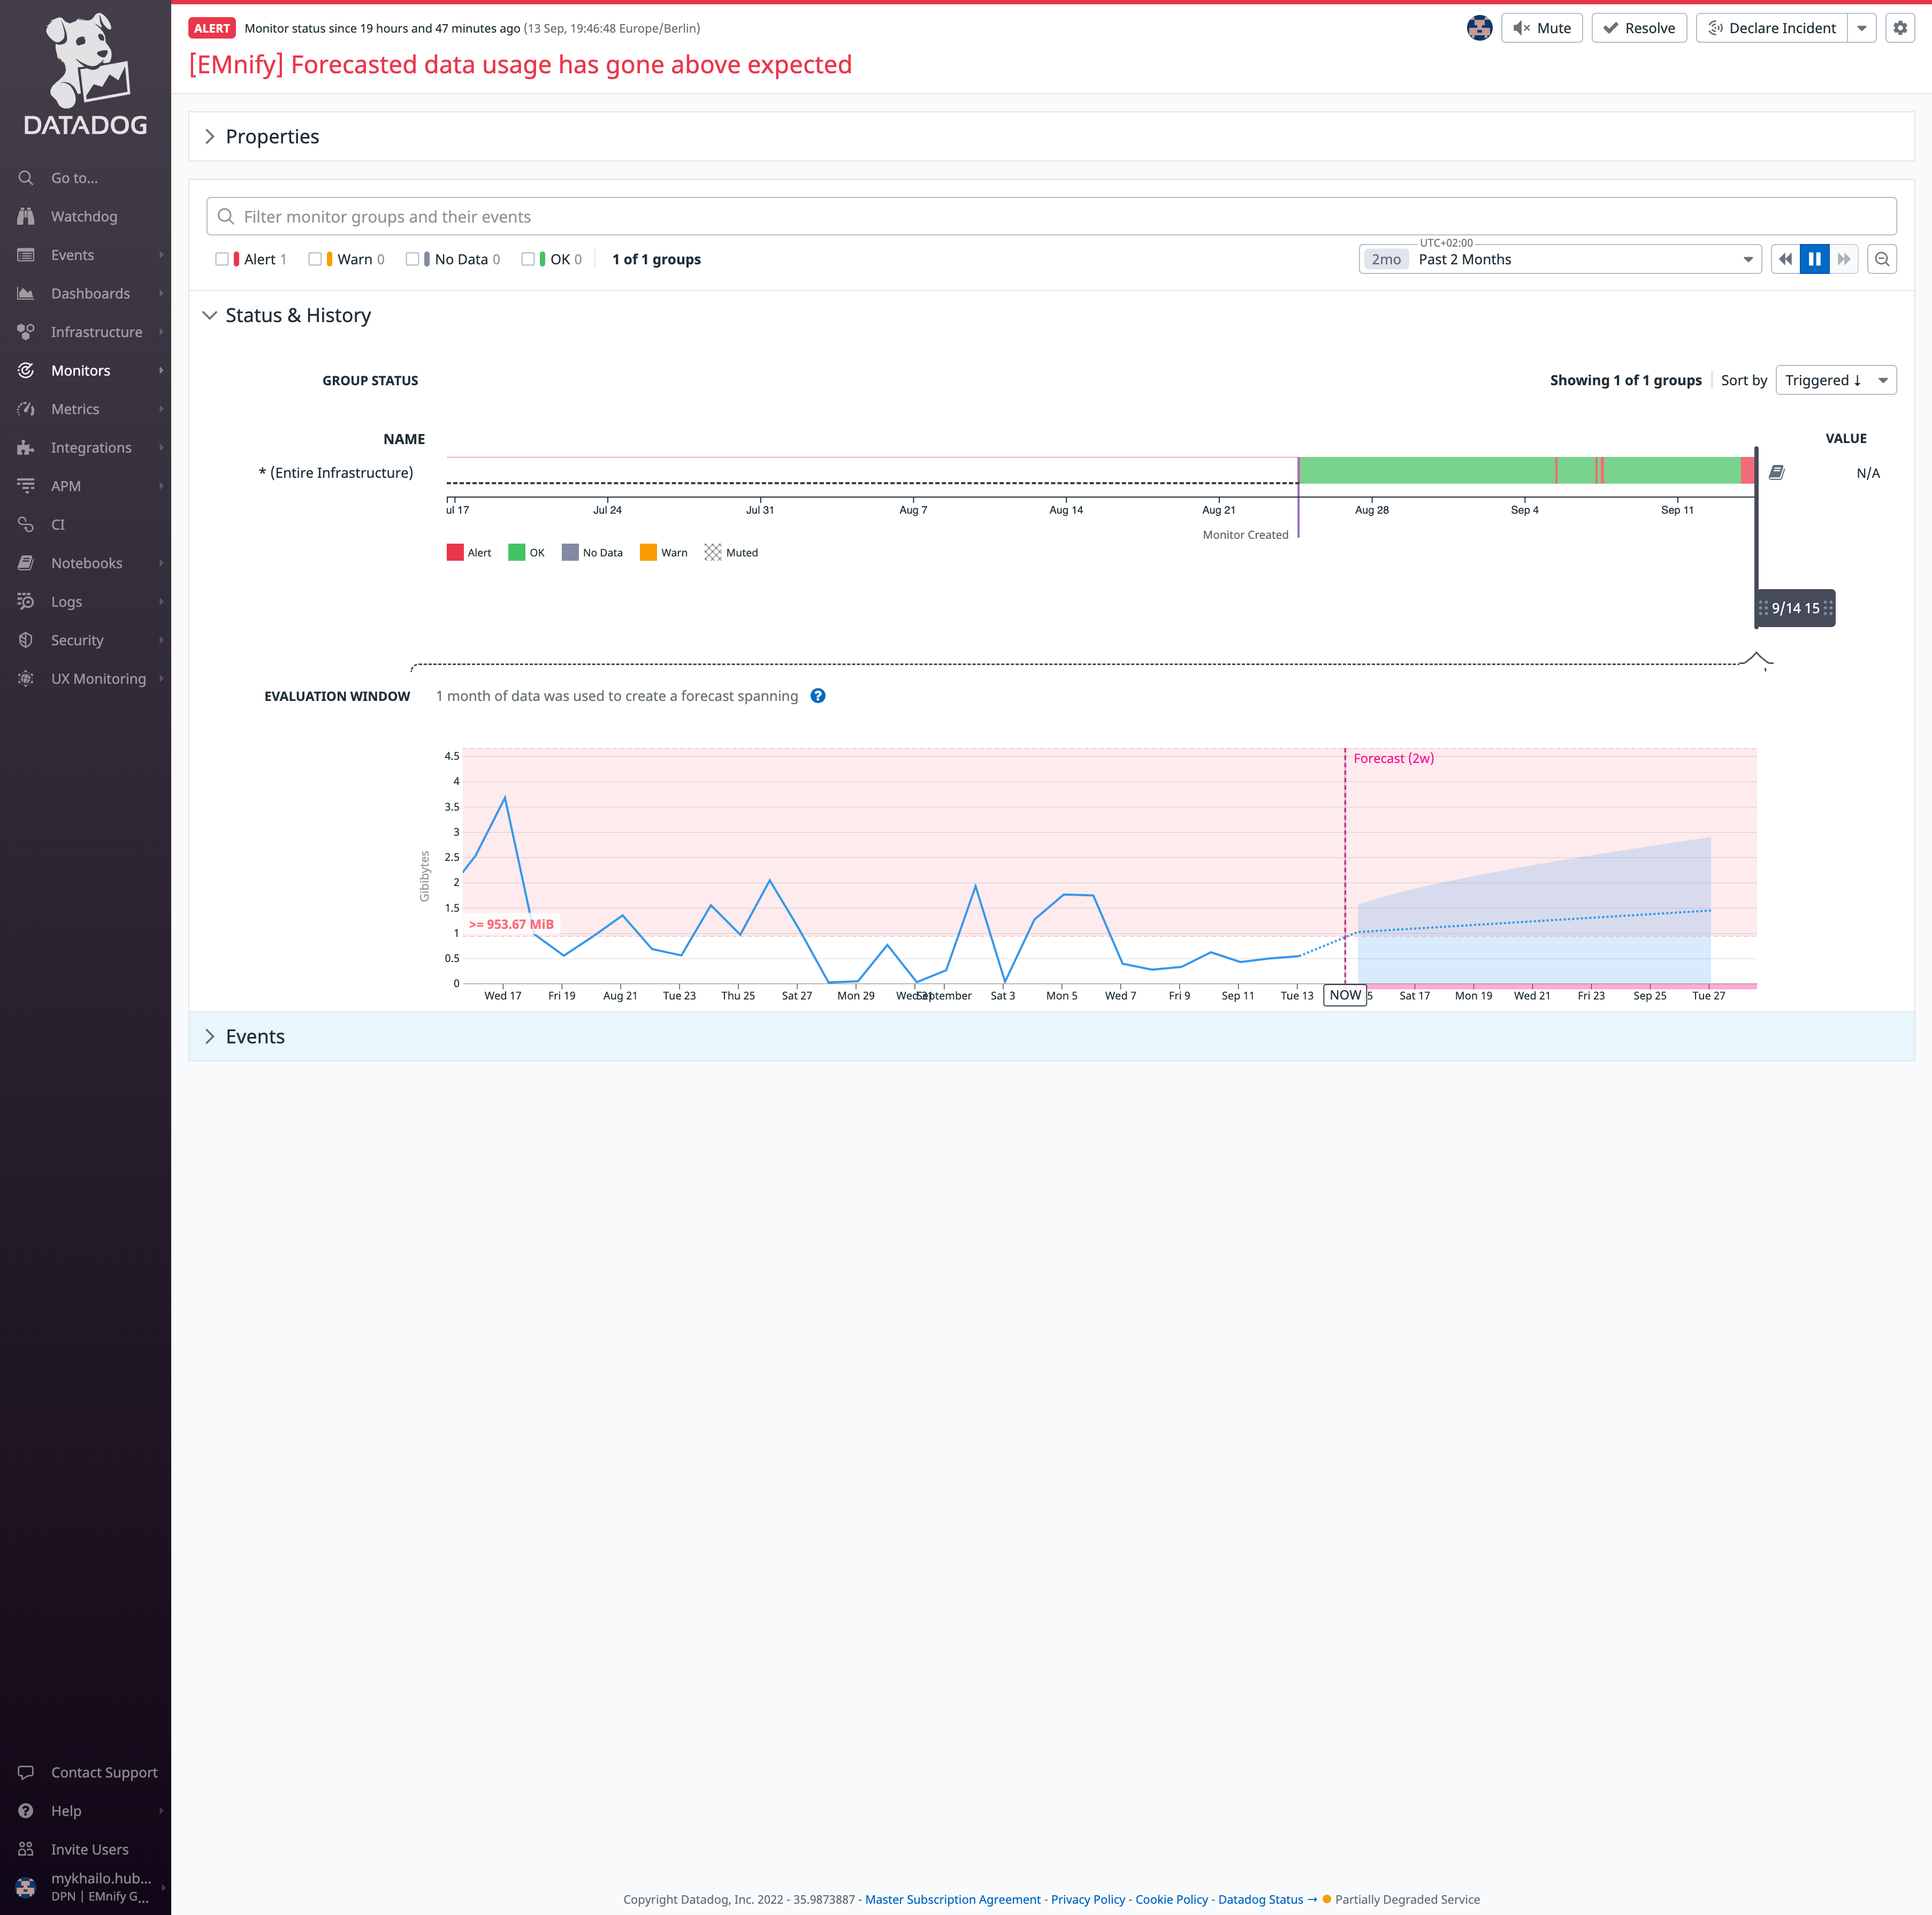 DATADOG
Go to...
Watchdog
Events
Dashboards
Infrastructure
Monitors
Metrics
Integrations
APM
CI
Notebooks
Logs
Security
UX Monitoring
Contact Support
Help
Invite Users
mykhailo.hub...
DPN | EMnify G...
ALERT Monitor status since 19 hours and 47 minutes ago (13 Sep, 19:46:48 Europe/Berlin)
Mute Resolve Declare Incident
[EMnify] Forecasted data usage has gone above expected
Properties
Filter monitor groups and their events
Alert 1 Warn 0 No Data 0 OK 0 1 of 1 groups
UTC+02:00
2mo Past 2 Months
Status & History
GROUP STATUS Showing 1 of 1 groups Sort by Triggered ↓
NAME VALUE
* (Entire Infrastructure) N/A
ul 17 Jul 24 Jul 31 Aug 7 Aug 14 Aug 21 Aug 28 Sep 4 Sep 11
Monitor Created
Alert OK No Data Warn Muted
9/14 15
EVALUATION WINDOW 1 month of data was used to create a forecast spanning
Forecast (2w)
4.5
4
3.5
3
2.5
2
1.5
1
0.5
0
Gibibytes
>= 953.67 MiB
Wed 17 Fri 19 Aug 21 Tue 23 Thu 25 Sat 27 Mon 29 Wed 31 September Sat 3 Mon 5 Wed 7 Fri 9 Sep 11 Tue 13 NOW 5 Sat 17 Mon 19 Wed 21 Fri 23 Sep 25 Tue 27
Events
Copyright Datadog, Inc. 2022 - 35.9873887 - Master Subscription Agreement - Privacy Policy - Cookie Policy - Datadog Status → Partially Degraded Service